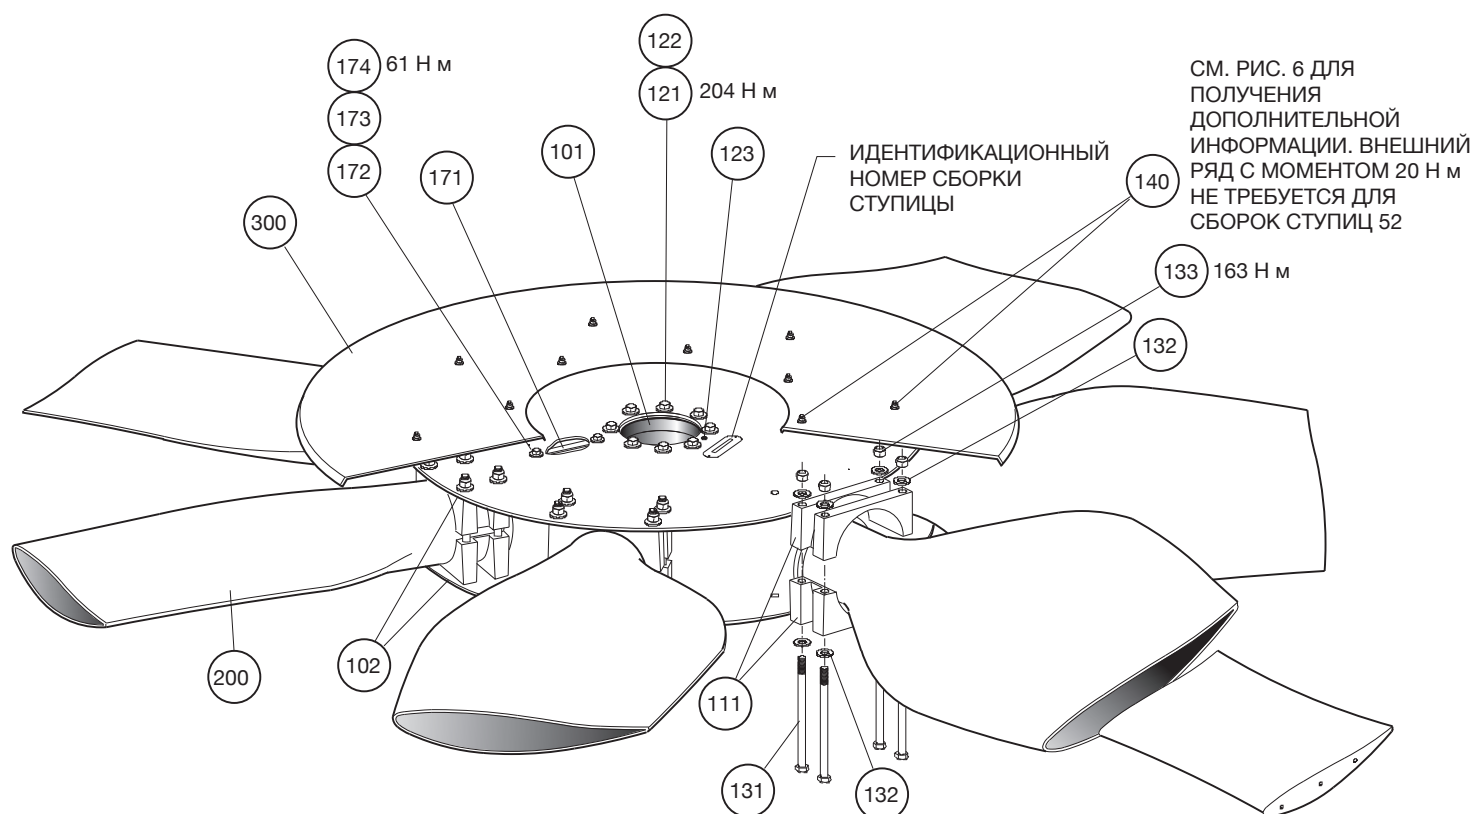 122
174 61 Н м
121 204 Н м
173
101
123
172
171
ИДЕНТИФИКАЦИОННЫЙ
НОМЕР СБОРКИ
СТУПИЦЫ
140
СМ. РИС. 6 ДЛЯ
ПОЛУЧЕНИЯ
ДОПОЛНИТЕЛЬНОЙ
ИНФОРМАЦИИ. ВНЕШНИЙ
РЯД С МОМЕНТОМ 20 Н м
НЕ ТРЕБУЕТСЯ ДЛЯ
СБОРОК СТУПИЦ 52
300
133 163 Н м
132
200
102
111
131
132